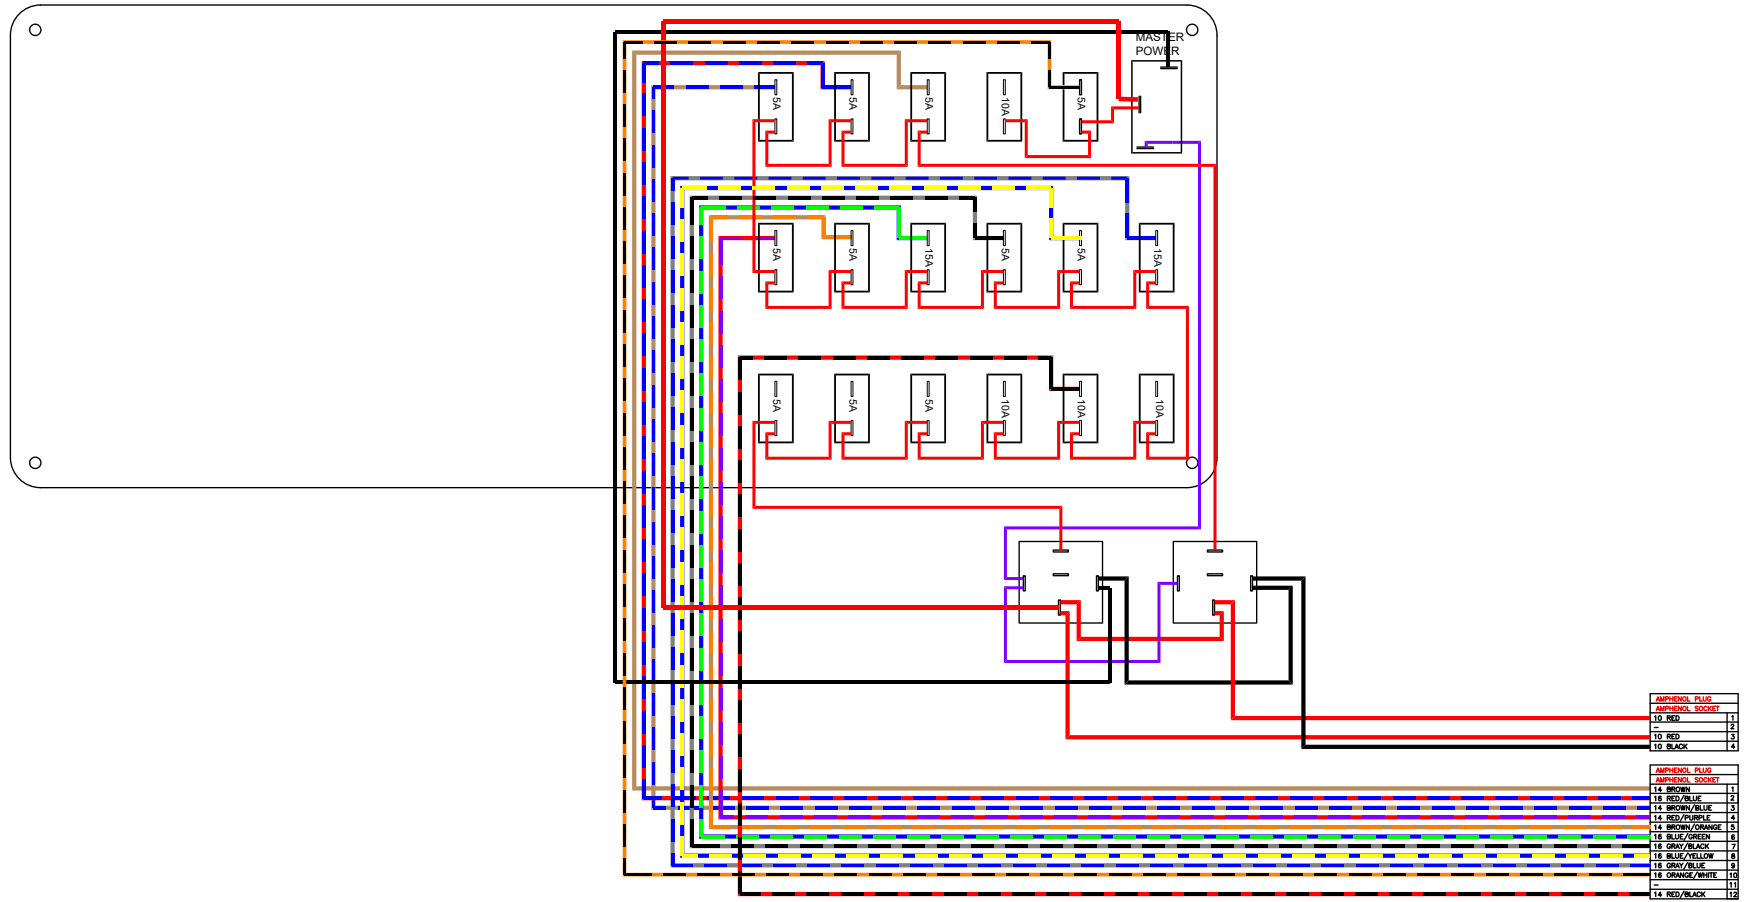 MASTER
POWER
5A
5A
5A
10A
5A
5A
5A
15A
5A
5A
15A
5A
5A
5A
10A
10A
10A
AMPHENOL PLUG
AMPHENOL SOCKET
10 RED 1
- 2
10 RED 3
10 BLACK 4
AMPHENOL PLUG
AMPHENOL SOCKET
14 BROWN 1
16 RED/BLUE 2
14 BROWN/BLUE 3
14 RED/PURPLE 4
14 BROWN/ORANGE 5
16 BLUE/GREEN 6
16 GRAY/BLACK 7
16 BLUE/YELLOW 8
16 GRAY/BLUE 9
16 ORANGE/WHITE 10
- 11
14 RED/BLACK 12